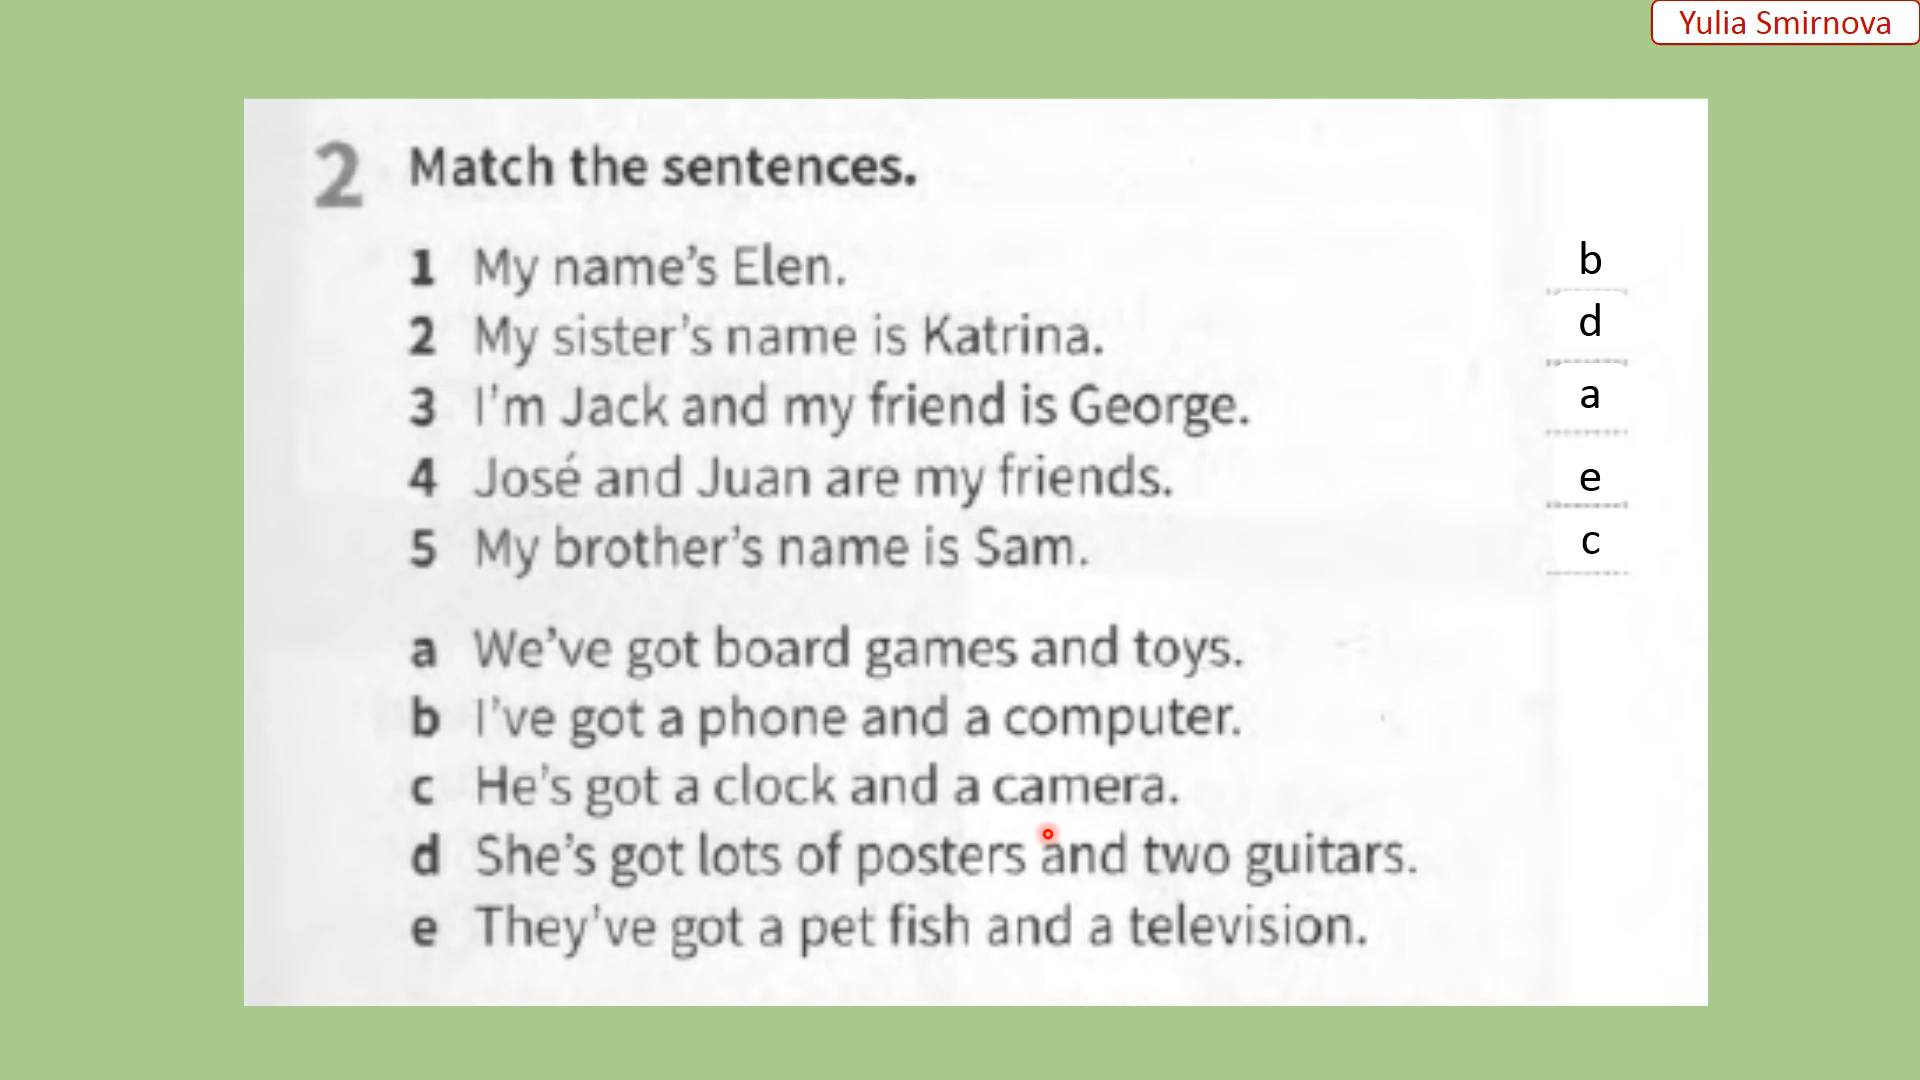 Yulia Smirnova
2 Match the sentences.
1 My name's Elen. b
2 My sister's name is Katrina. d
3 I'm Jack and my friend is George. a
4 José and Juan are my friends. e
5 My brother's name is Sam. c
a We've got board games and toys.
b I've got a phone and a computer.
c He's got a clock and a camera.
d She's got lots of posters and two guitars.
e They've got a pet fish and a television.